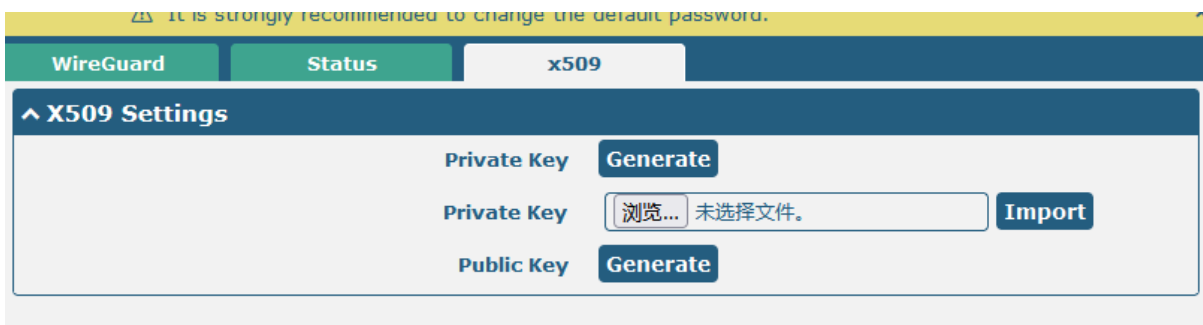 ⚠ It is strongly recommended to change the default password.
WireGuard Status x509
^ X509 Settings
Private Key Generate
Private Key 浏览... 未选择文件。 Import
Public Key Generate